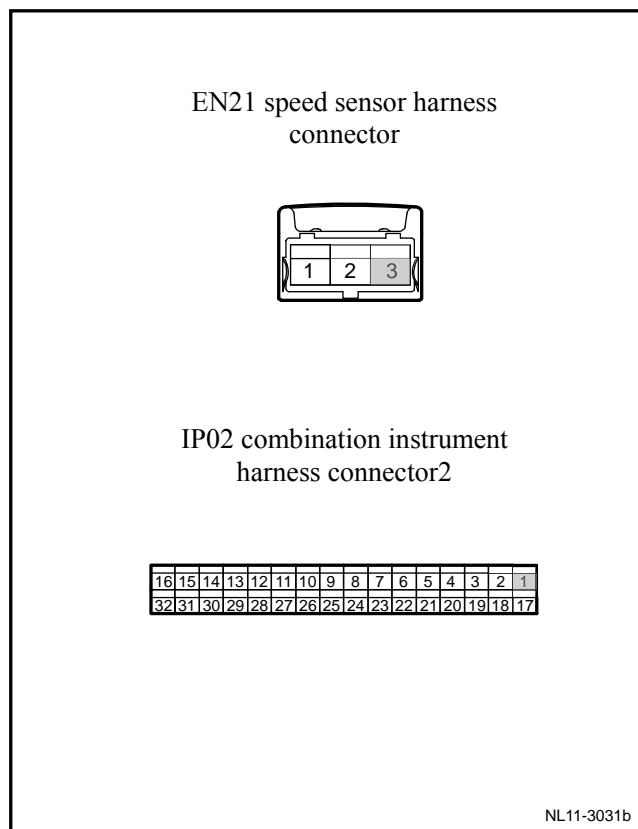 EN21 speed sensor harness
connector
1 2 3
IP02 combination instrument
harness connector2
16 15 14 13 12 11 10 9 8 7 6 5 4 3 2 1
32 31 30 29 28 27 26 25 24 23 22 21 20 19 18 17
NL11-3031b